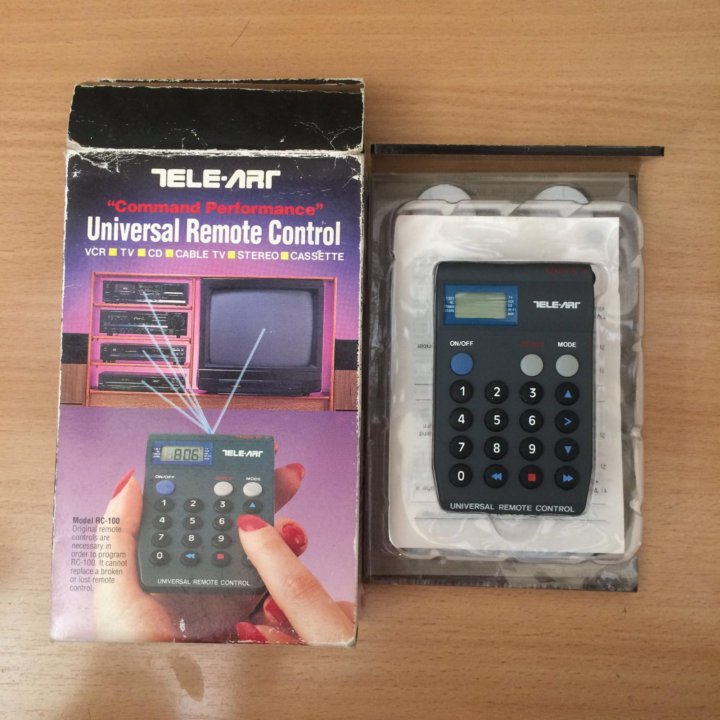 TELE-ART
"Command Performance"
Universal Remote Control
VCR TV CD CABLE TV STEREO CASSETTE
806
TELE-ART
ON/OFF MODE
1 2 3
4 5 6
7 8 9
0
UNIVERSAL REMOTE CONTROL
Model RC-100
Original remote
controls are
necessary in
order to program
RC-100. It cannot
replace a broken
or lost remote
control.
TELE-ART
ON/OFF SELECT MODE
1 2 3
4 5 6
7 8 9
0
UNIVERSAL REMOTE CONTROL